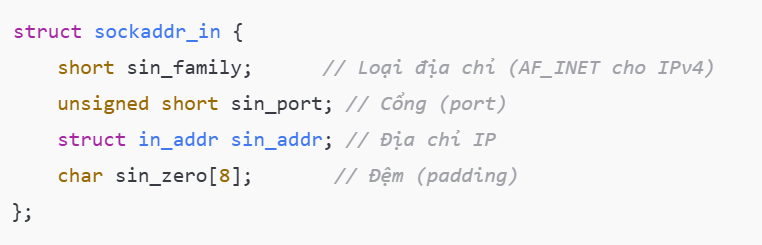 struct sockaddr_in {
    short sin_family;      // Loại địa chỉ (AF_INET cho IPv4)
    unsigned short sin_port; // Cổng (port)
    struct in_addr sin_addr; // Địa chỉ IP
    char sin_zero[8];       // Đệm (padding)
};